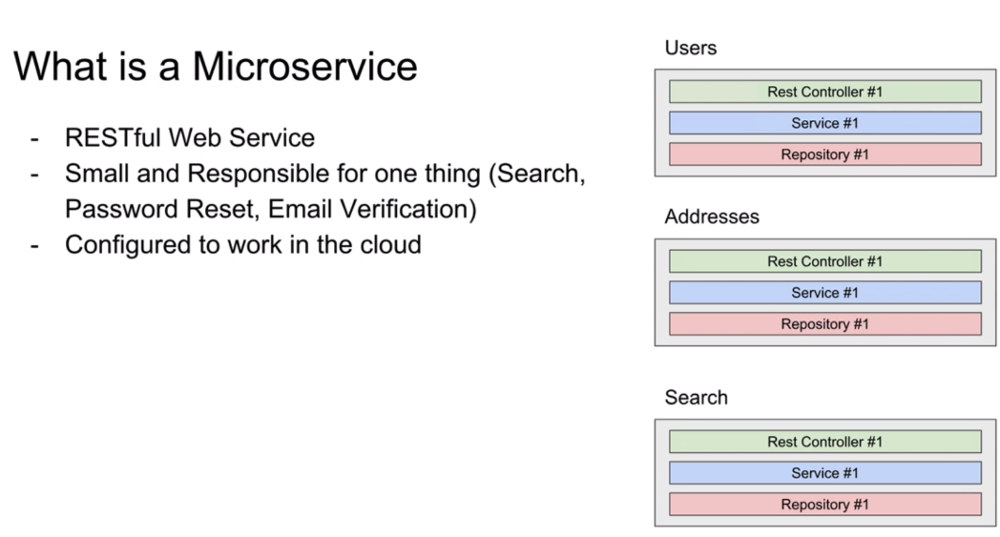 What is a Microservice
- RESTful Web Service
- Small and Responsible for one thing (Search,
Password Reset, Email Verification)
- Configured to work in the cloud
Users
Rest Controller #1
Service #1
Repository #1
Addresses
Rest Controller #1
Service #1
Repository #1
Search
Rest Controller #1
Service #1
Repository #1